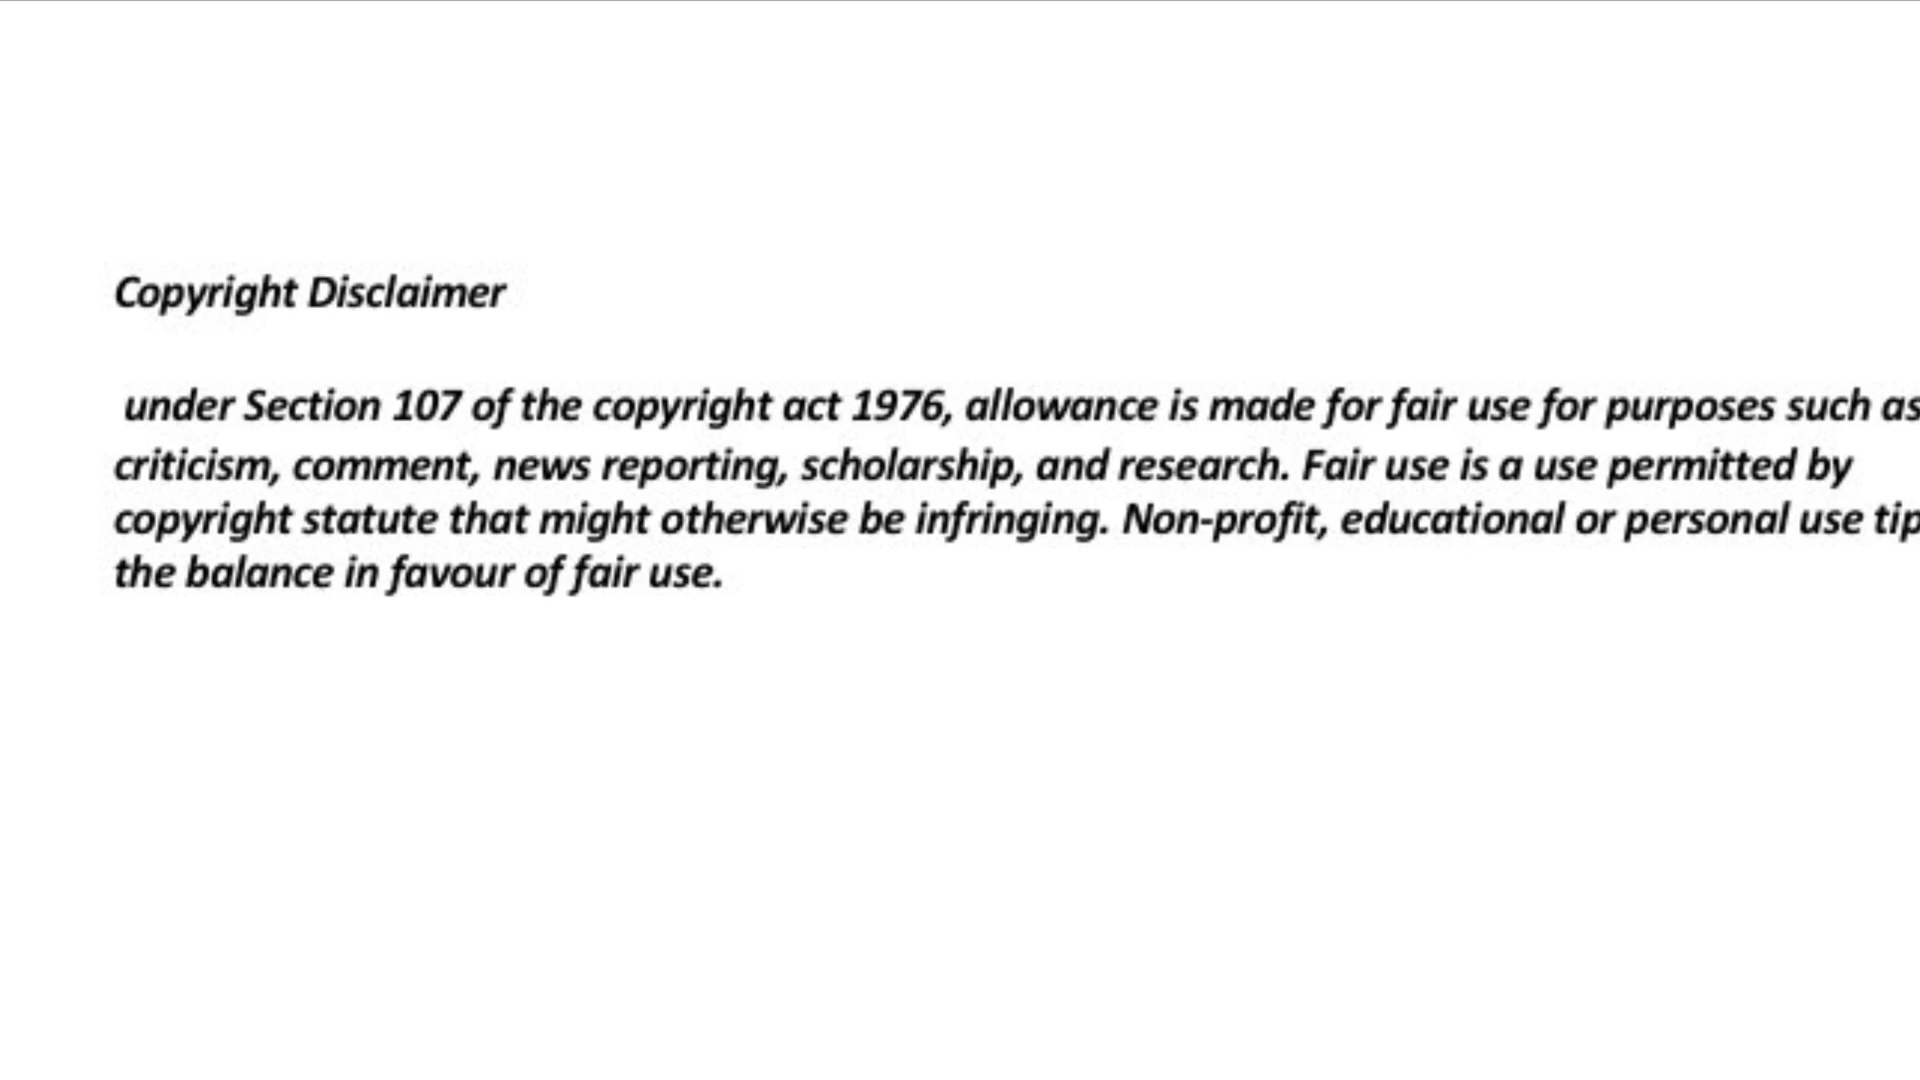 Copyright Disclaimer
under Section 107 of the copyright act 1976, allowance is made for fair use for purposes such as
criticism, comment, news reporting, scholarship, and research. Fair use is a use permitted by
copyright statute that might otherwise be infringing. Non-profit, educational or personal use tip
the balance in favour of fair use.